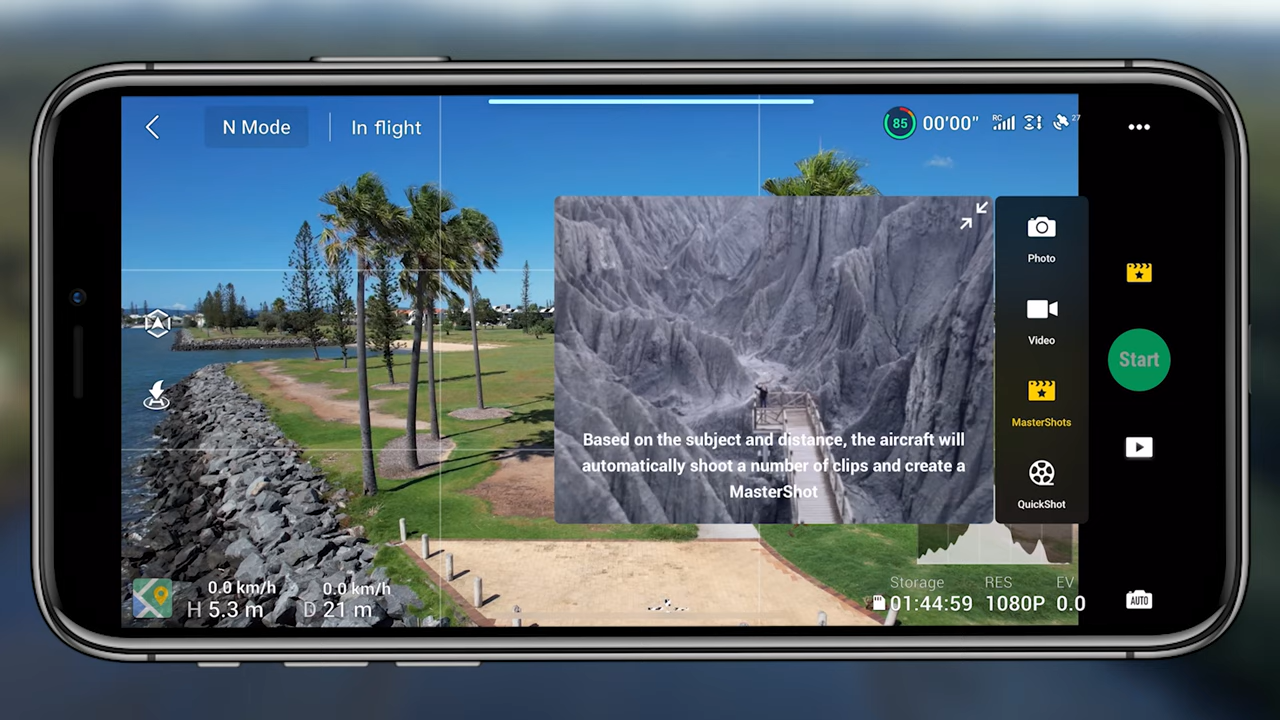 N Mode
In flight
85
00'00"
RC
27
Photo
Video
MasterShots
QuickShot
Based on the subject and distance, the aircraft will
automatically shoot a number of clips and create a
MasterShot
Start
AUTO
0.0 km/h
0.0 km/h
H 5.3 m
D 21 m
Storage
RES
EV
01:44:59
1080P
0.0